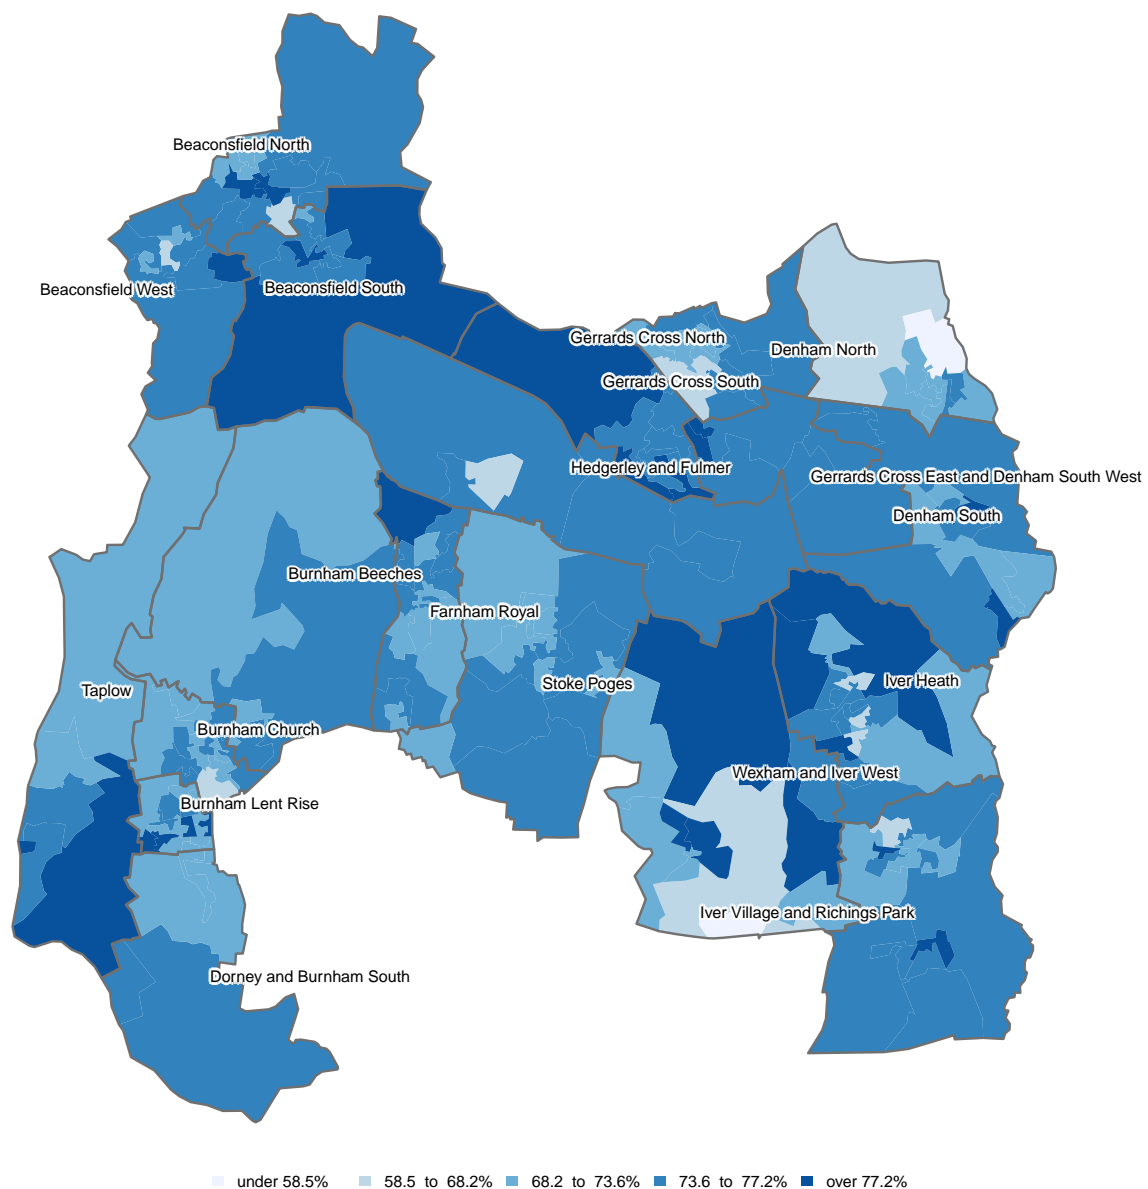 Beaconsfield North
Beaconsfield West
Beaconsfield South
Gerrards Cross North
Denham North
Gerrards Cross South
Hedgerley and Fulmer
Gerrards Cross East and Denham South West
Denham South
Burnham Beeches
Farnham Royal
Stoke Poges
Iver Heath
Taplow
Burnham Church
Wexham and Iver West
Burnham Lent Rise
Iver Village and Richings Park
Dorney and Burnham South
under 58.5% 58.5 to 68.2% 68.2 to 73.6% 73.6 to 77.2% over 77.2%